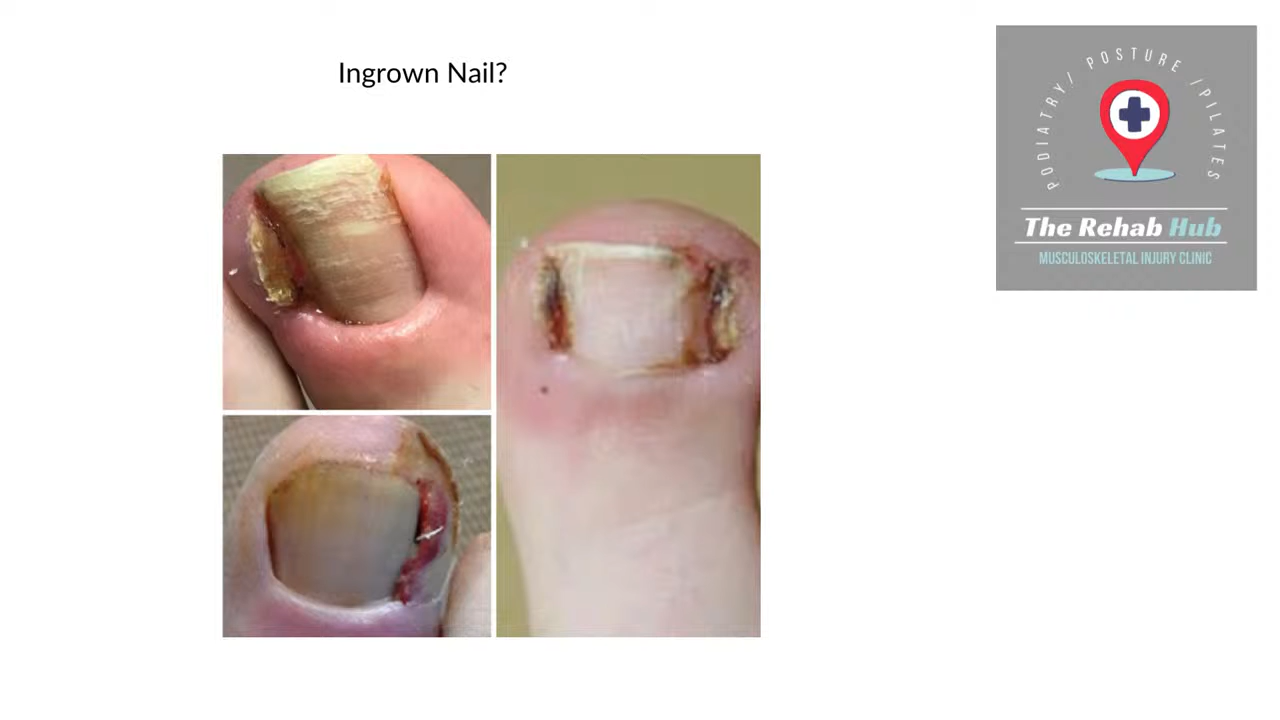 Ingrown Nail?
PODIATRY/ POSTURE /PILATES
The Rehab Hub
MUSCULOSKELETAL INJURY CLINIC